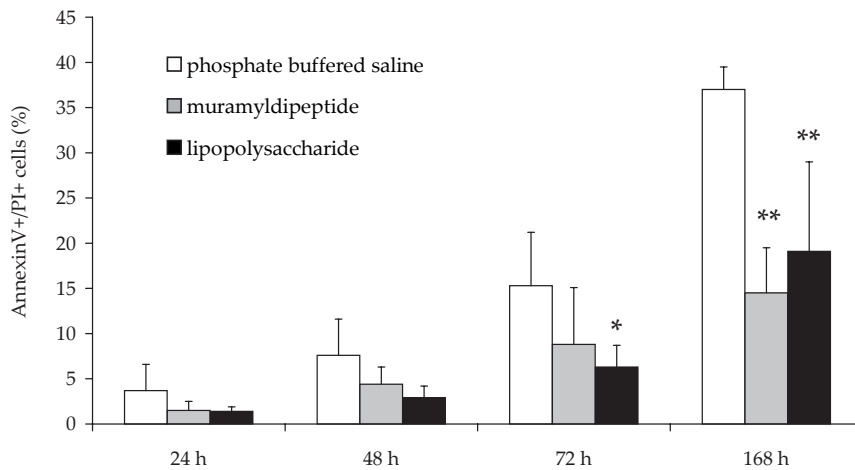 45
40
35
30
25
20
15
10
5
0
AnnexinV+/PI+ cells (%)
phosphate buffered saline
muramyldipeptide
lipopolysaccharide
*
**
**
24 h 48 h 72 h 168 h